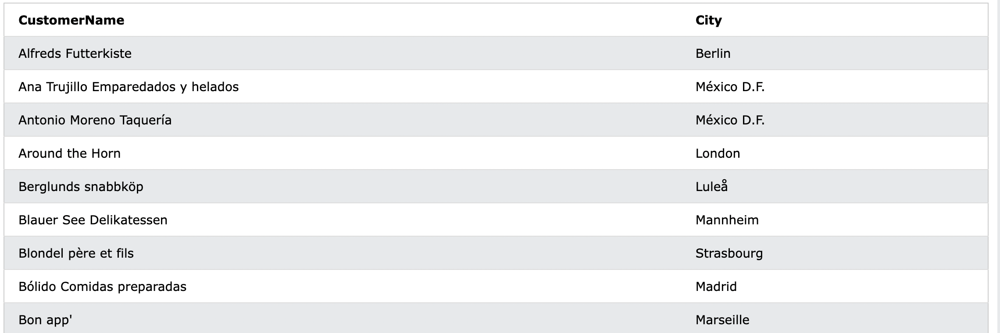 CustomerName City
Alfreds Futterkiste Berlin
Ana Trujillo Emparedados y helados México D.F.
Antonio Moreno Taquería México D.F.
Around the Horn London
Berglunds snabbköp Luleå
Blauer See Delikatessen Mannheim
Blondel père et fils Strasbourg
Bólido Comidas preparadas Madrid
Bon app' Marseille